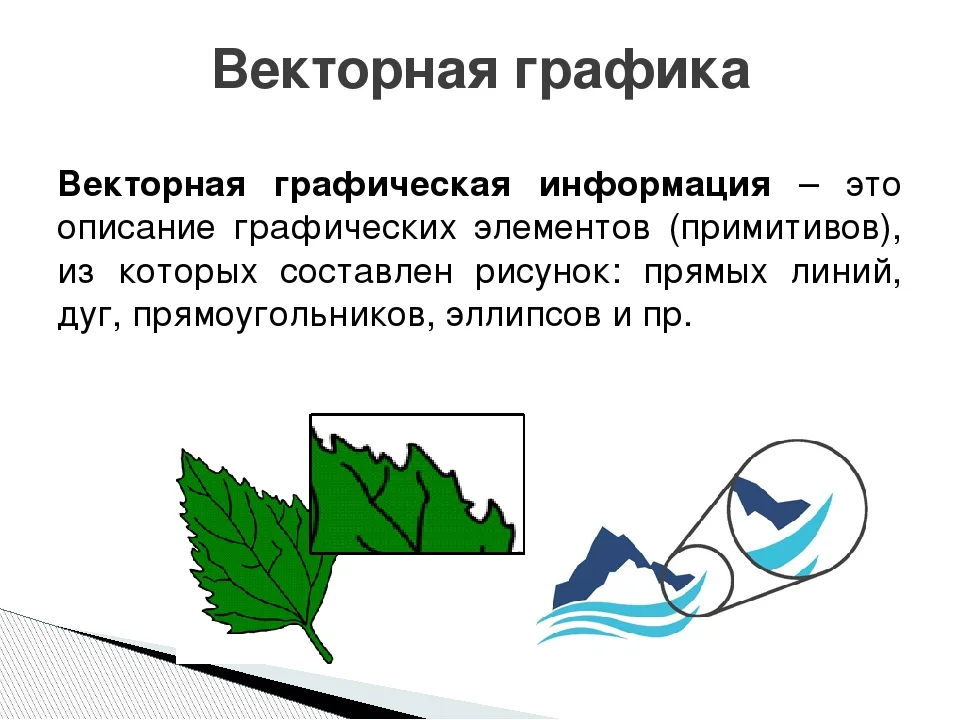 Векторная графика
Векторная графическая информация – это
описание графических элементов (примитивов),
из которых составлен рисунок: прямых линий,
дуг, прямоугольников, эллипсов и пр.